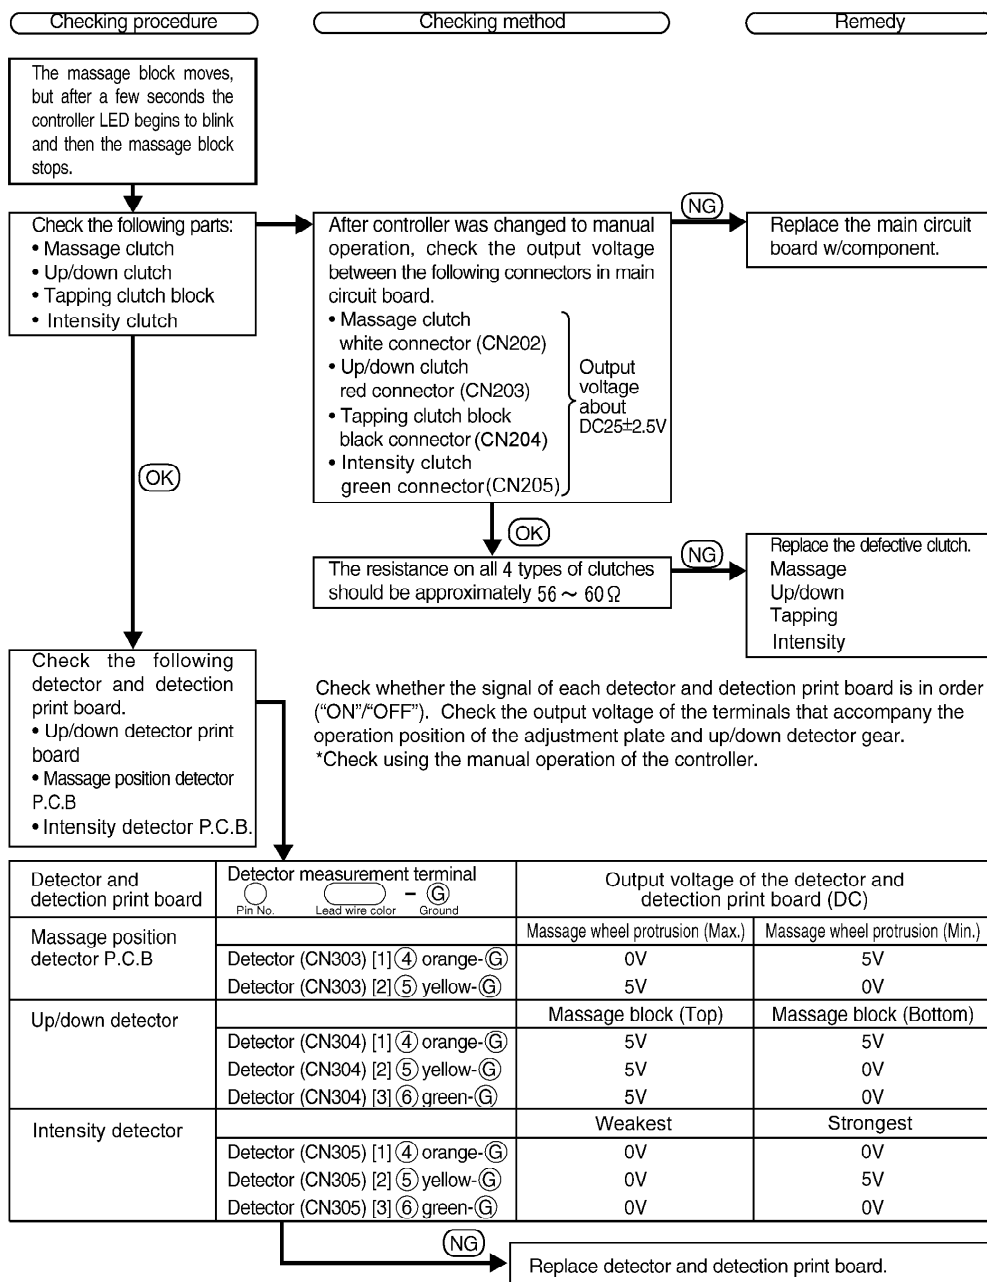 Checking procedure
Checking method
Remedy
The massage block moves,
but after a few seconds the
controller LED begins to blink
and then the massage block
stops.
Check the following parts:
• Massage clutch
• Up/down clutch
• Tapping clutch block
• Intensity clutch
After controller was changed to manual
operation, check the output voltage
between the following connectors in main
circuit board.
• Massage clutch
white connector (CN202)
• Up/down clutch
red connector (CN203)
• Tapping clutch block
black connector (CN204)
• Intensity clutch
green connector (CN205)
Output
voltage
about
DC25±2.5V
NG
Replace the main circuit
board w/component.
OK
OK
The resistance on all 4 types of clutches
should be approximately 56 ~ 60 Ω
NG
Replace the defective clutch.
Massage
Up/down
Tapping
Intensity
Check the following
detector and detection
print board.
• Up/down detector print
board
• Massage position detector
P.C.B
• Intensity detector P.C.B.
Check whether the signal of each detector and detection print board is in order
("ON"/"OFF"). Check the output voltage of the terminals that accompany the
operation position of the adjustment plate and up/down detector gear.
*Check using the manual operation of the controller.
Detector and
detection print board
Detector measurement terminal
– Ⓖ
Pin No. Lead wire color Ground
Output voltage of the detector and
detection print board (DC)
Massage position
detector P.C.B
Massage wheel protrusion (Max.) Massage wheel protrusion (Min.)
Detector (CN303) [1] ④ orange-Ⓖ 0V 5V
Detector (CN303) [2] ⑤ yellow-Ⓖ 5V 0V
Up/down detector
Massage block (Top) Massage block (Bottom)
Detector (CN304) [1] ④ orange-Ⓖ 5V 5V
Detector (CN304) [2] ⑤ yellow-Ⓖ 5V 0V
Detector (CN304) [3] ⑥ green-Ⓖ 5V 0V
Intensity detector
Weakest Strongest
Detector (CN305) [1] ④ orange-Ⓖ 0V 0V
Detector (CN305) [2] ⑤ yellow-Ⓖ 0V 5V
Detector (CN305) [3] ⑥ green-Ⓖ 0V 0V
NG
Replace detector and detection print board.